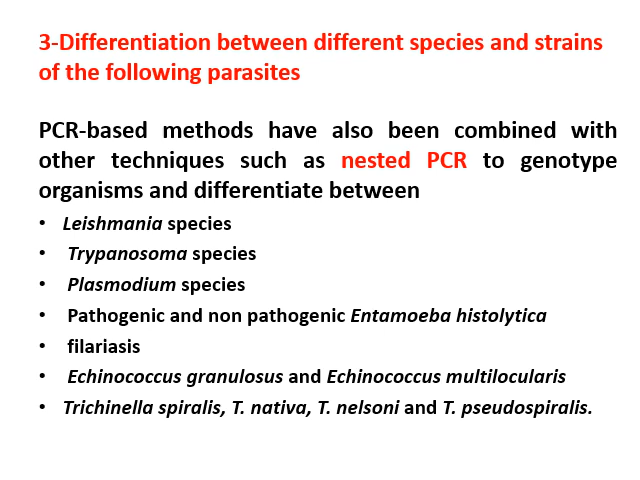 3-Differentiation between different species and strains
of the following parasites
PCR-based methods have also been combined with
other techniques such as nested PCR to genotype
organisms and differentiate between
• Leishmania species
• Trypanosoma species
• Plasmodium species
• Pathogenic and non pathogenic Entamoeba histolytica
• filariasis
• Echinococcus granulosus and Echinococcus multilocularis
• Trichinella spiralis, T. nativa, T. nelsoni and T. pseudospiralis.